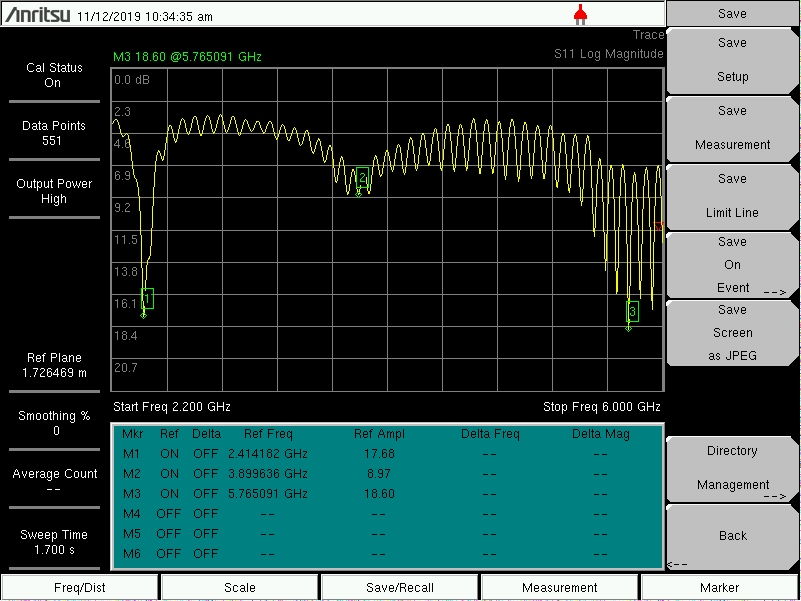 Anritsu 11/12/2019 10:34:35 am
Save
Trace
M3 18.60 @5.765091 GHz
S11 Log Magnitude
Cal Status
On
Data Points
551
Output Power
High
Ref Plane
1.726469 m
Smoothing %
0
Average Count
--
Sweep Time
1.700 s
0.0 dB
2.3
4.6
6.9
9.2
11.5
13.8
16.1
18.4
20.7
1
2
3
Start Freq 2.200 GHz
Stop Freq 6.000 GHz
Mkr Ref Delta Ref Freq Ref Ampl Delta Freq Delta Mag
M1 ON OFF 2.414182 GHz 17.68 -- --
M2 ON OFF 3.899636 GHz 8.97 -- --
M3 ON OFF 5.765091 GHz 18.60 -- --
M4 OFF OFF -- -- -- --
M5 OFF OFF -- -- -- --
M6 OFF OFF -- -- -- --
Save
Setup
Save
Measurement
Save
Limit Line
Save
On
Event -->
Save
Screen
as JPEG
Directory
Management -->
Back
<--
Freq/Dist
Scale
Save/Recall
Measurement
Marker